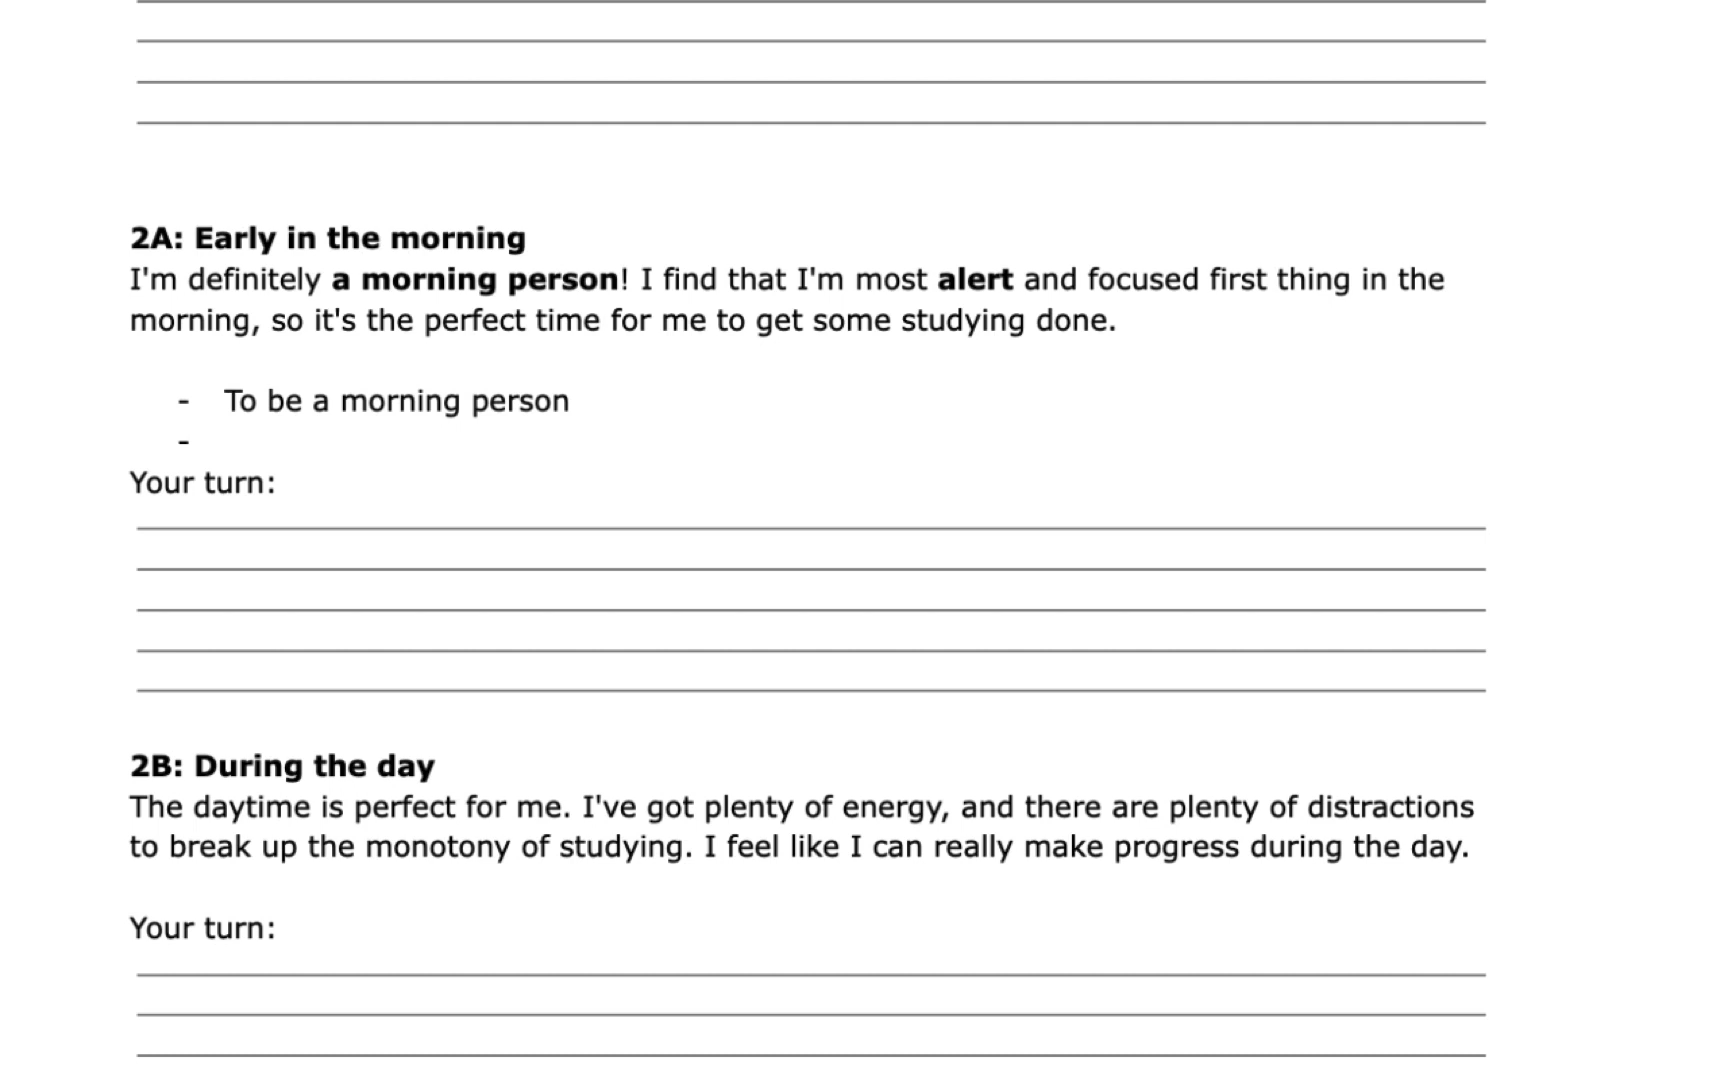 2A: Early in the morning
I'm definitely a morning person! I find that I'm most alert and focused first thing in the
morning, so it's the perfect time for me to get some studying done.
- To be a morning person
-
Your turn:
2B: During the day
The daytime is perfect for me. I've got plenty of energy, and there are plenty of distractions
to break up the monotony of studying. I feel like I can really make progress during the day.
Your turn: